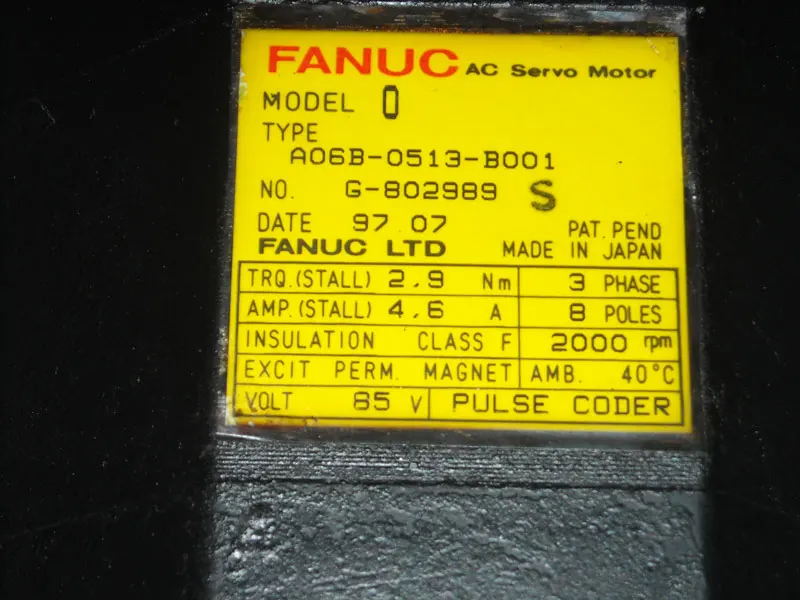 FANUC AC Servo Motor
MODEL 0
TYPE
A06B-0513-B001
NO. G-802989 S
DATE 97.07 PAT. PEND
FANUC LTD MADE IN JAPAN
TRQ.(STALL) 2.9 Nm 3 PHASE
AMP.(STALL) 4.6 A 8 POLES
INSULATION CLASS F 2000 rpm
EXCIT PERM. MAGNET AMB. 40°C
VOLT 85 V PULSE CODER